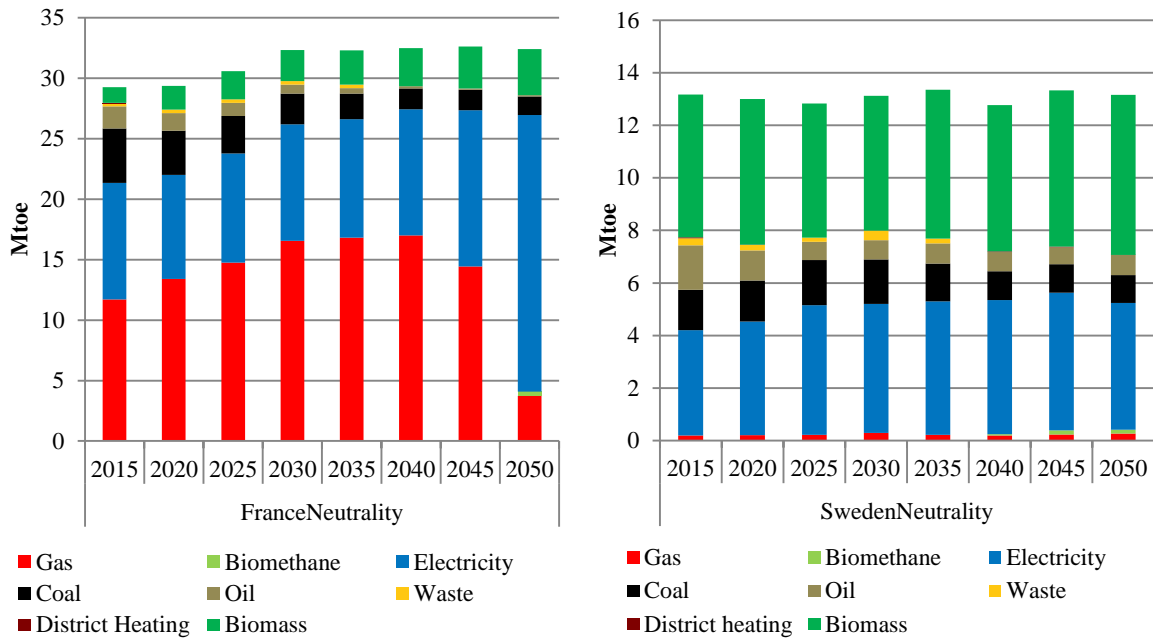 35
30
25
20
15
10
5
0
Mtoe
2015 2020 2025 2030 2035 2040 2045 2050
FranceNeutrality
Gas Biomethane Electricity
Coal Oil Waste
District Heating Biomass
16
14
12
10
8
6
4
2
0
Mtoe
2015 2020 2025 2030 2035 2040 2045 2050
SwedenNeutrality
Gas Biomethane Electricity
Coal Oil Waste
District heating Biomass